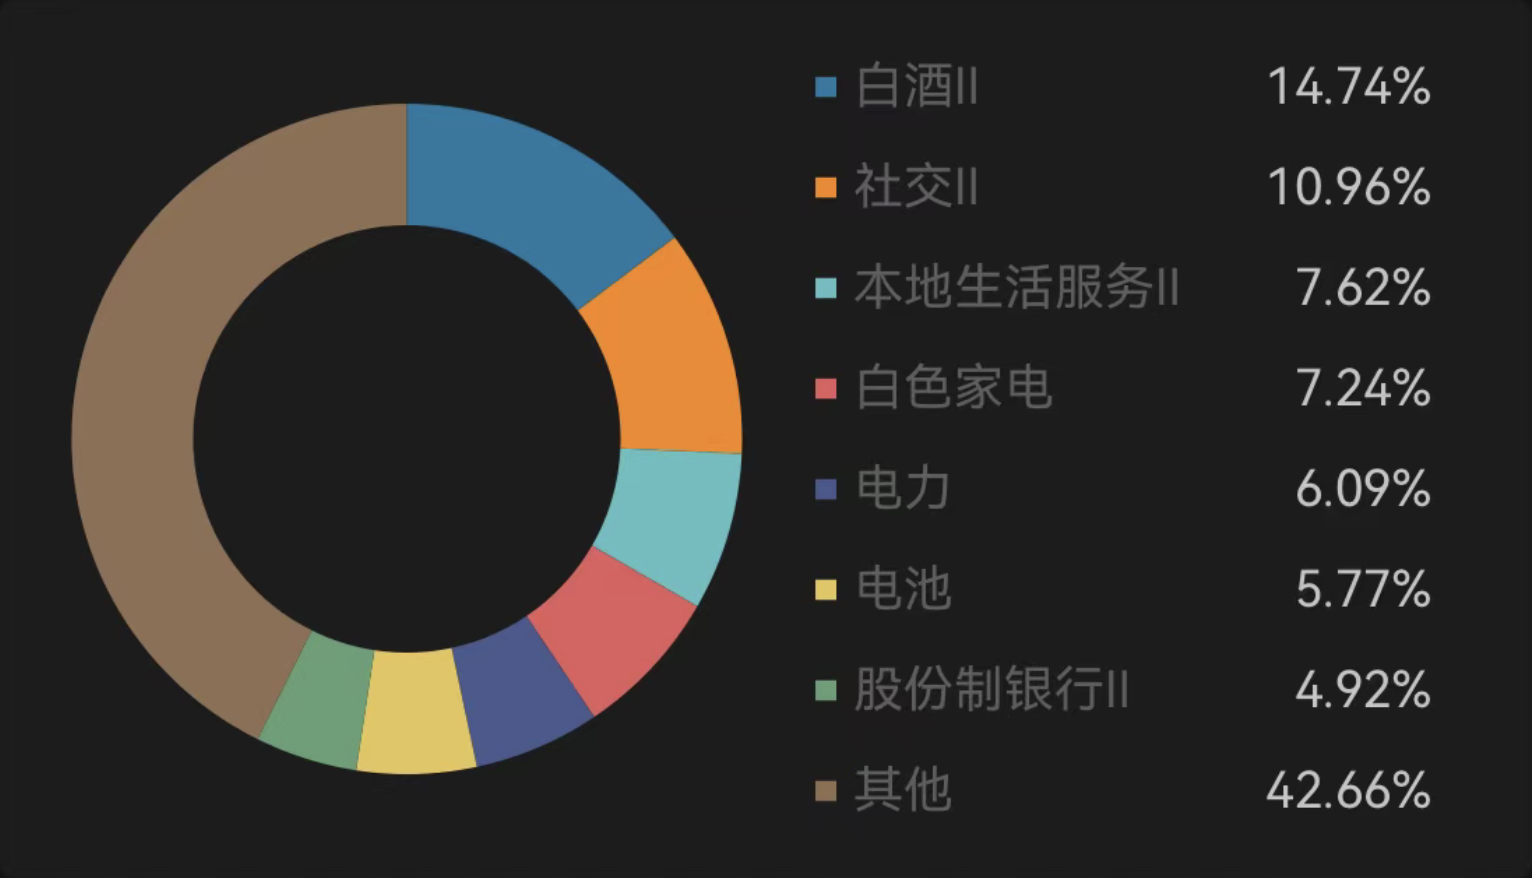 白酒II 14.74%
社交II 10.96%
本地生活服务II 7.62%
白色家电 7.24%
电力 6.09%
电池 5.77%
股份制银行II 4.92%
其他 42.66%